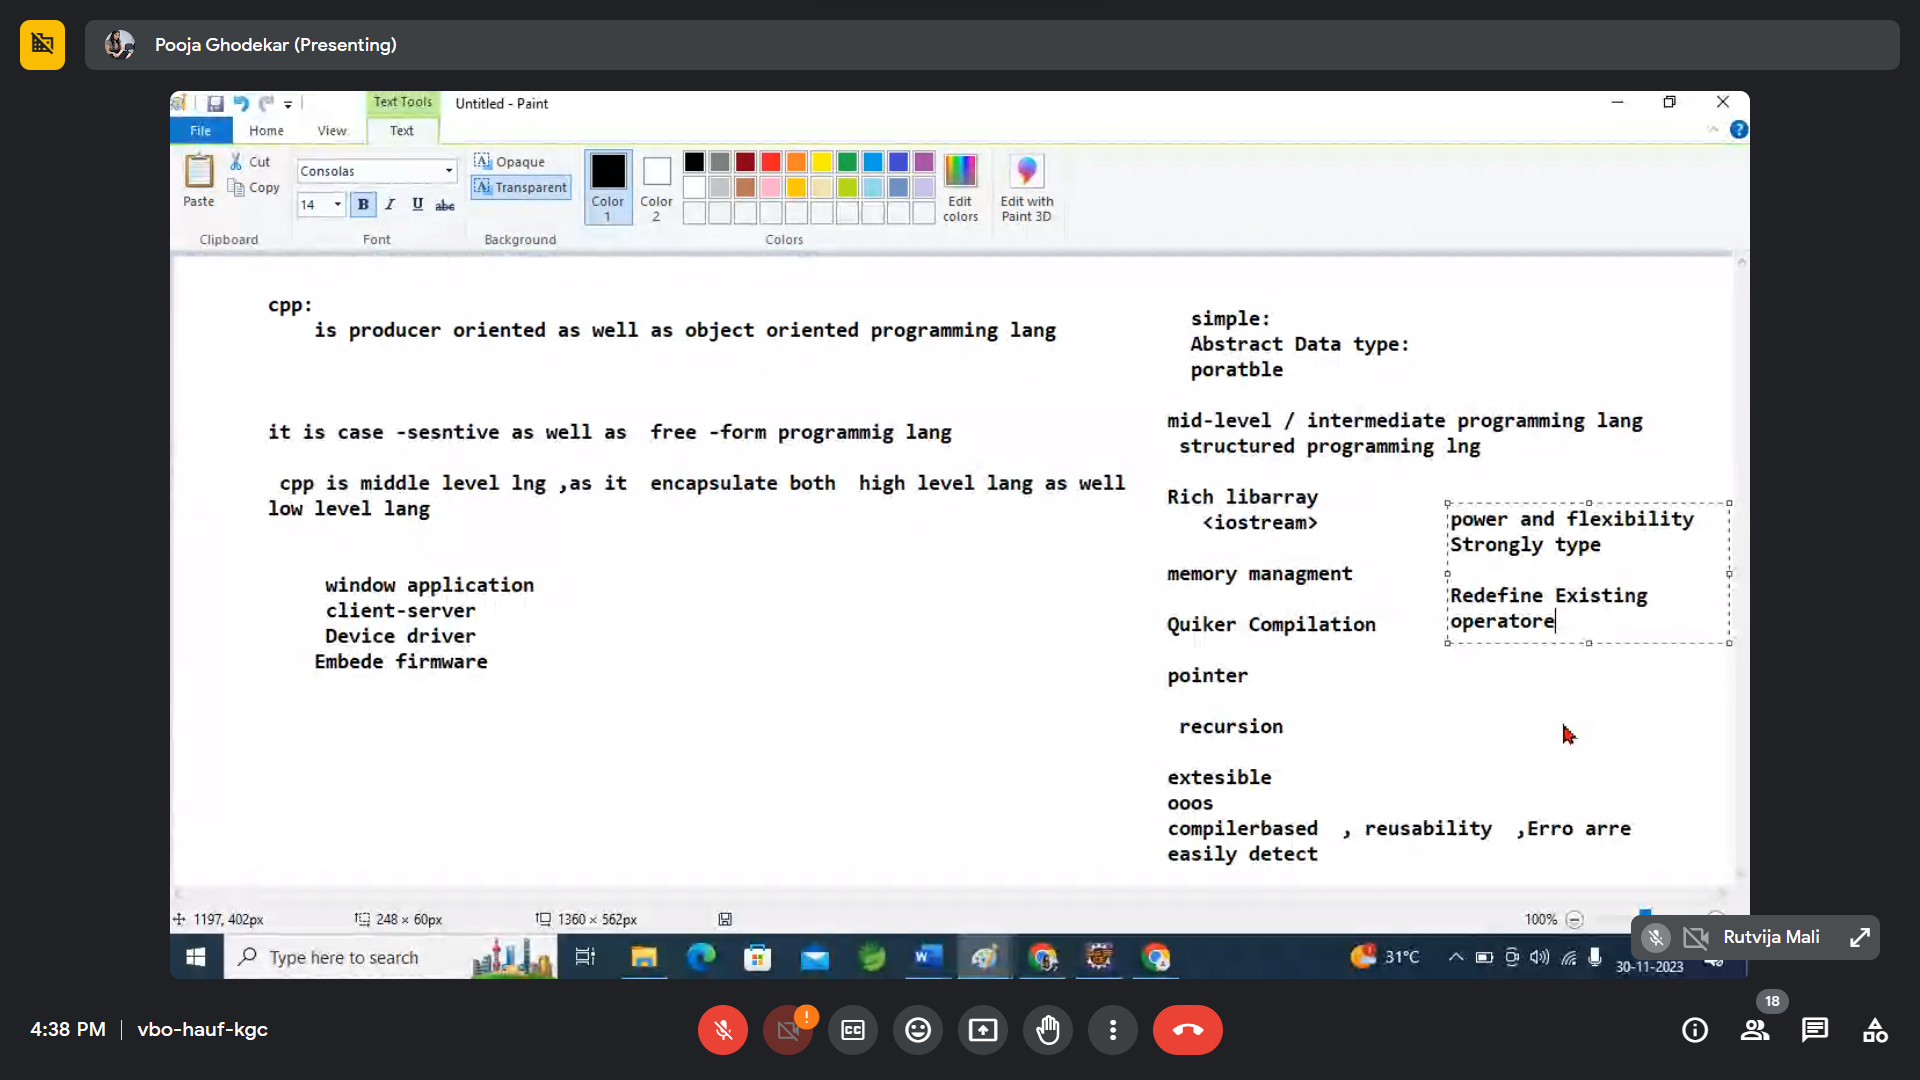 Pooja Ghodekar (Presenting)
Text Tools
Untitled - Paint
File
Home
View
Text
Paste
Cut
Copy
Clipboard
Consolas
14
B I U abc
Font
Opaque
Transparent
Background
Color 1
Color 2
Edit colors
Colors
Edit with Paint 3D
cpp:
is producer oriented as well as object oriented programming lang
it is case -sesntive as well as free -form programmig lang
cpp is middle level lng ,as it encapsulate both high level lang as well
low level lang
window application
client-server
Device driver
Embede firmware
simple:
Abstract Data type:
poratble
mid-level / intermediate programming lang
structured programming lng
Rich libarray
<iostream>
memory managment
Quiker Compilation
pointer
recursion
extesible
ooos
compilerbased , reusability ,Erro arre
easily detect
power and flexibility
Strongly type
Redefine Existing
operatore
1197, 402px
248 × 60px
1360 × 562px
100%
Type here to search
31°C
30-11-2023
Rutvija Mali
4:38 PM | vbo-hauf-kgc
18